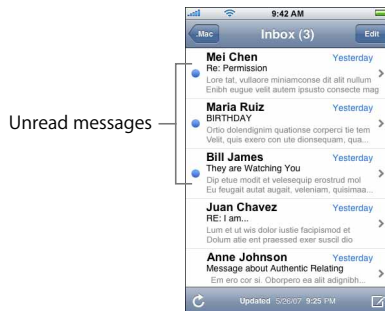 9:42 AM
.Mac
Inbox (3)
Edit
Mei Chen Yesterday
Re: Permission
Lore tat, vullaore miniamconse dit alit nullum
Enibh eugue velit autem ipsusto consecte mag
Unread messages
Maria Ruiz Yesterday
BIRTHDAY
Ortio dolendignim quationse corperci tie tem
Velit, quis exero con ute dionsequam, qua...
Bill James Yesterday
They are Watching You
Dip etue modit et velesequip erostrud mol
Eu feugait autat augait, veleniam, quisimaa...
Juan Chavez Yesterday
RE: I am...
Lum et ut wis dolor iustie facipismod et
Dolum atie ent praessed exer suscil dio
Anne Johnson Yesterday
Message about Authentic Relating
Em ero cor si. Oborpero ea alit adignibh...
Updated 5/26/07 9:25 PM